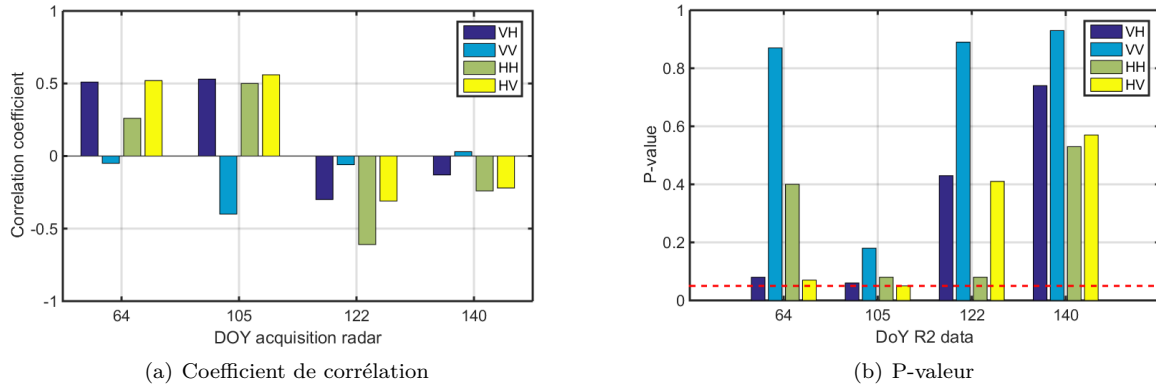 1
0.5
0
-0.5
-1
Correlation coefficient
VH
VV
HH
HV
64 105 122 140
DOY acquisition radar
(a) Coefficient de corrélation
1
0.8
0.6
0.4
0.2
0
P-value
VH
VV
HH
HV
64 105 122 140
DoY R2 data
(b) P-valeur